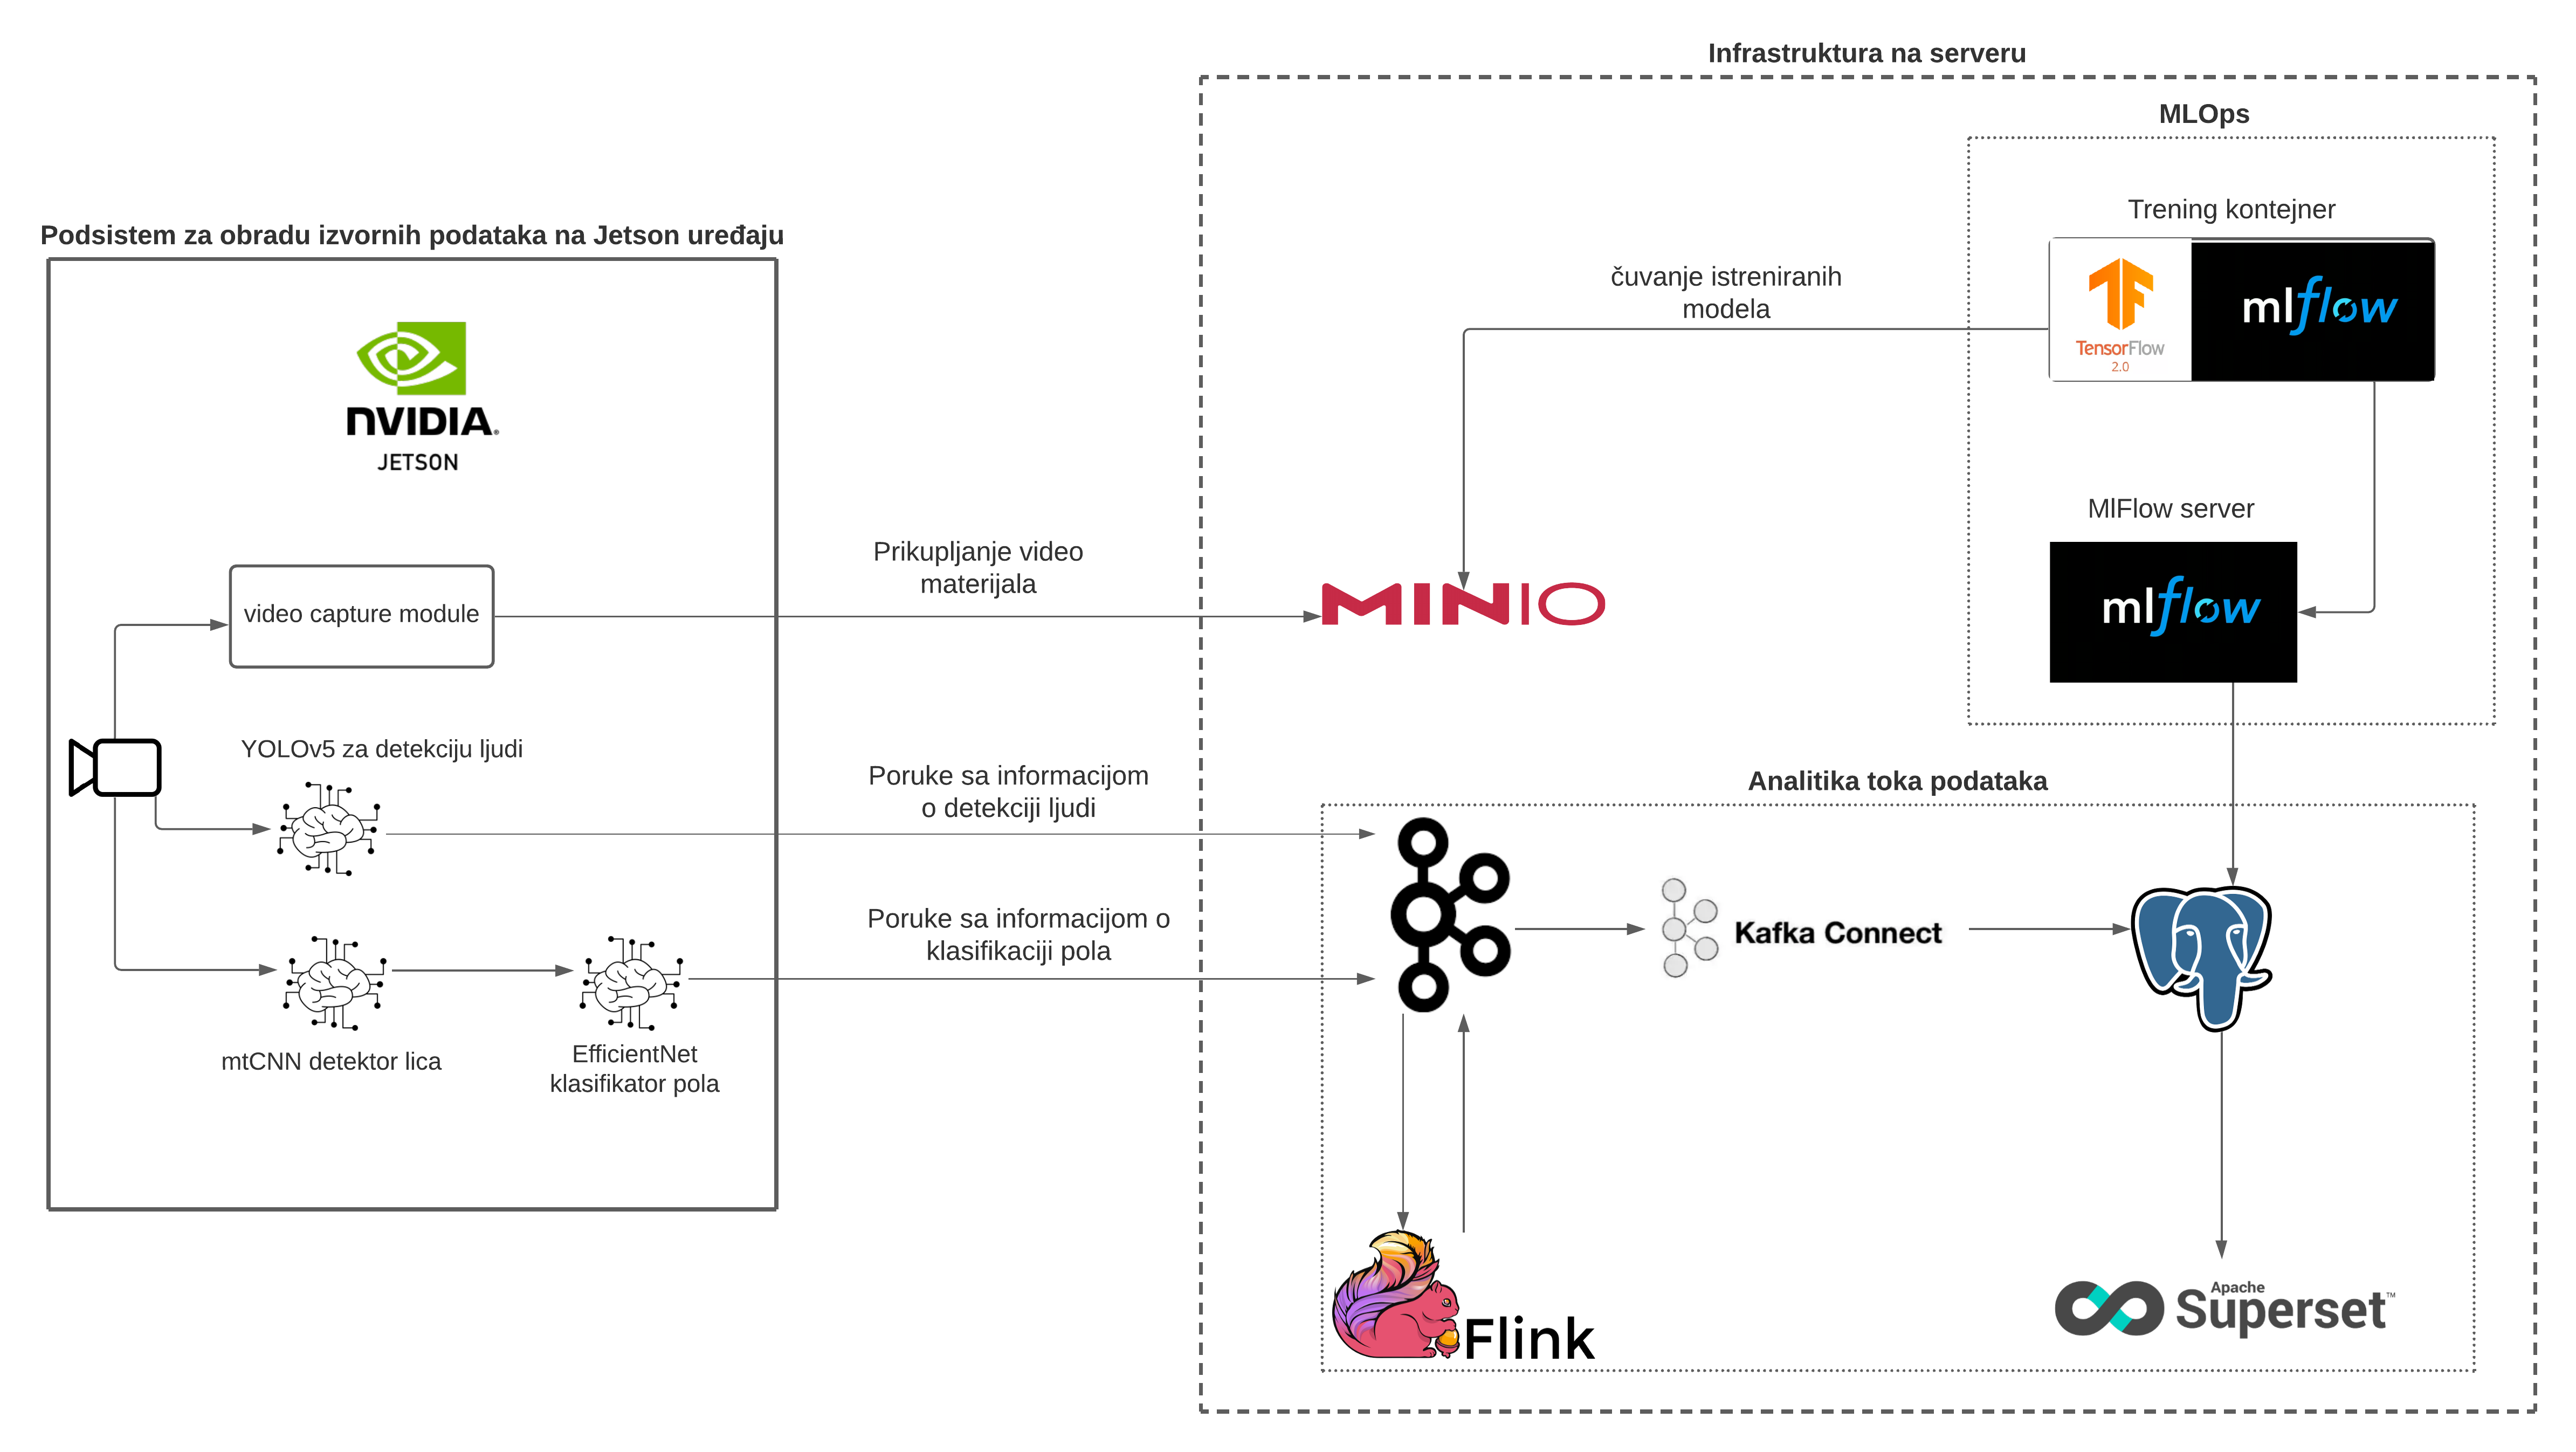 Infrastruktura na serveru
MLOps
Trening kontejner
TensorFlow
2.0
mlflow
čuvanje istreniranih
modela
MlFlow server
mlflow
Podsistem za obradu izvornih podataka na Jetson uređaju
NVIDIA®
JETSON
video capture module
Prikupljanje video
materijala
MINIO
YOLOv5 za detekciju ljudi
Poruke sa informacijom
o detekciji ljudi
Poruke sa informacijom o
klasifikaciji pola
mtCNN detektor lica
EfficientNet
klasifikator pola
Analitika toka podataka
Kafka Connect
Flink
Apache
Superset™